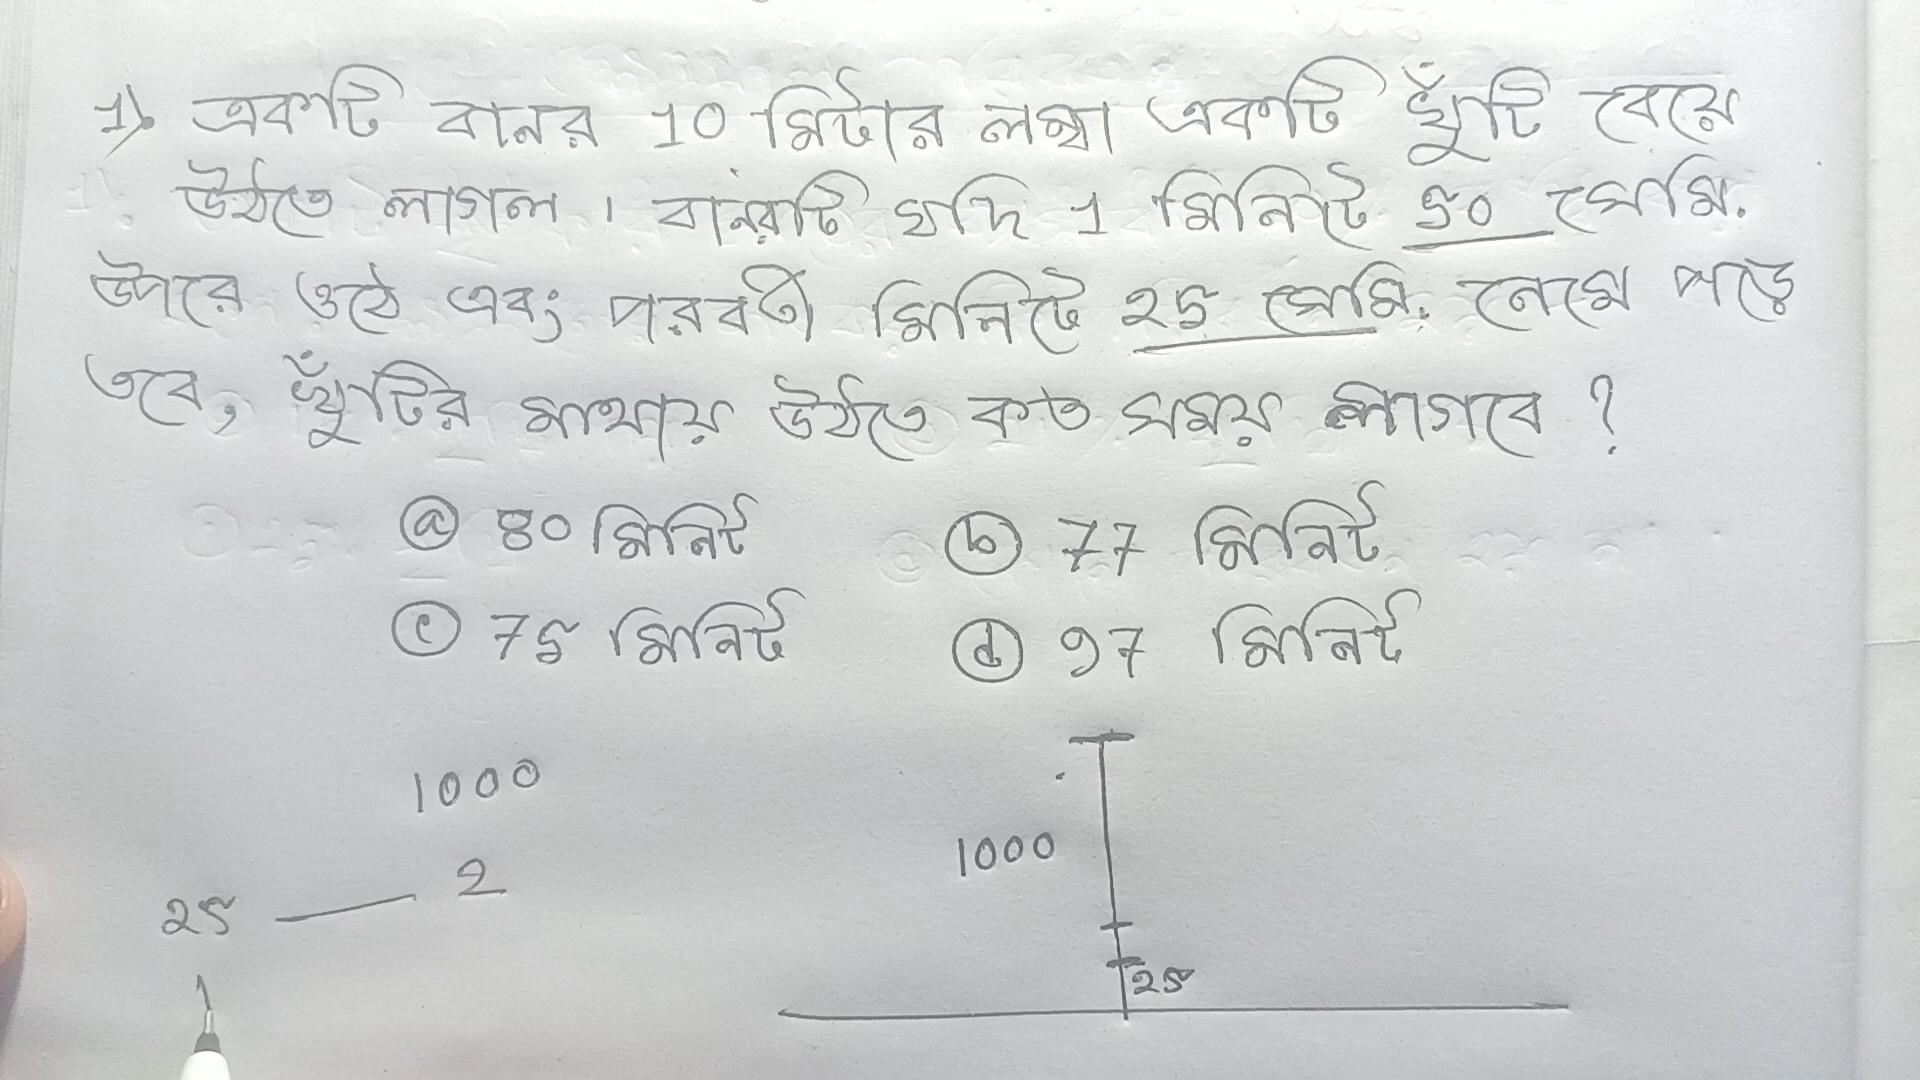 1) একটি বানর 10 মিটার লম্বা একটি খুঁটি বেয়ে
উঠতে লাগল । বানরটি যদি 1 মিনিটে 50 সেমি.
উপরে ওঠে এবং পরবর্তী মিনিটে 25 সেমি. নেমে পড়ে
তবে, খুঁটির মাথায় উঠতে কত সময় লাগবে ?
ⓐ 80 মিনিট ⓑ 77 মিনিট
ⓒ 75 মিনিট ⓓ 97 মিনিট
1000
25 — 2
1
1000
25